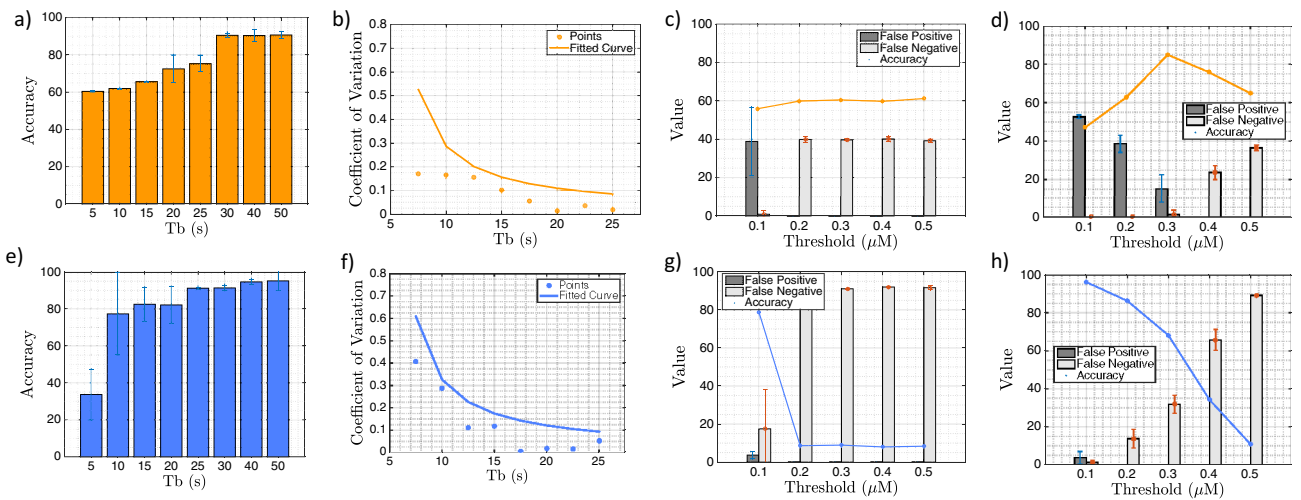 a)
100
80
60
40
20
0
Accuracy
5 10 15 20 25 30 40 50
Tb (s)
b)
0.8
0.7
0.6
0.5
0.4
0.3
0.2
0.1
0
Coefficient of Variation
Points
Fitted Curve
5 10 15 20 25
Tb (s)
c)
100
80
60
40
20
0
Value
False Positive
False Negative
Accuracy
0.1 0.2 0.3 0.4 0.5
Threshold (μM)
d)
100
80
60
40
20
0
Value
False Positive
False Negative
Accuracy
0.1 0.2 0.3 0.4 0.5
Threshold (μM)
e)
100
80
60
40
20
0
Accuracy
5 10 15 20 25 30 40 50
Tb (s)
f)
0.8
0.7
0.6
0.5
0.4
0.3
0.2
0.1
0
Coefficient of Variation
Points
Fitted Curve
5 10 15 20 25
Tb (s)
g)
100
80
60
40
20
0
Value
False Positive
False Negative
Accuracy
0.1 0.2 0.3 0.4 0.5
Threshold (μM)
h)
100
80
60
40
20
0
Value
False Positive
False Negative
Accuracy
0.1 0.2 0.3 0.4 0.5
Threshold (μM)